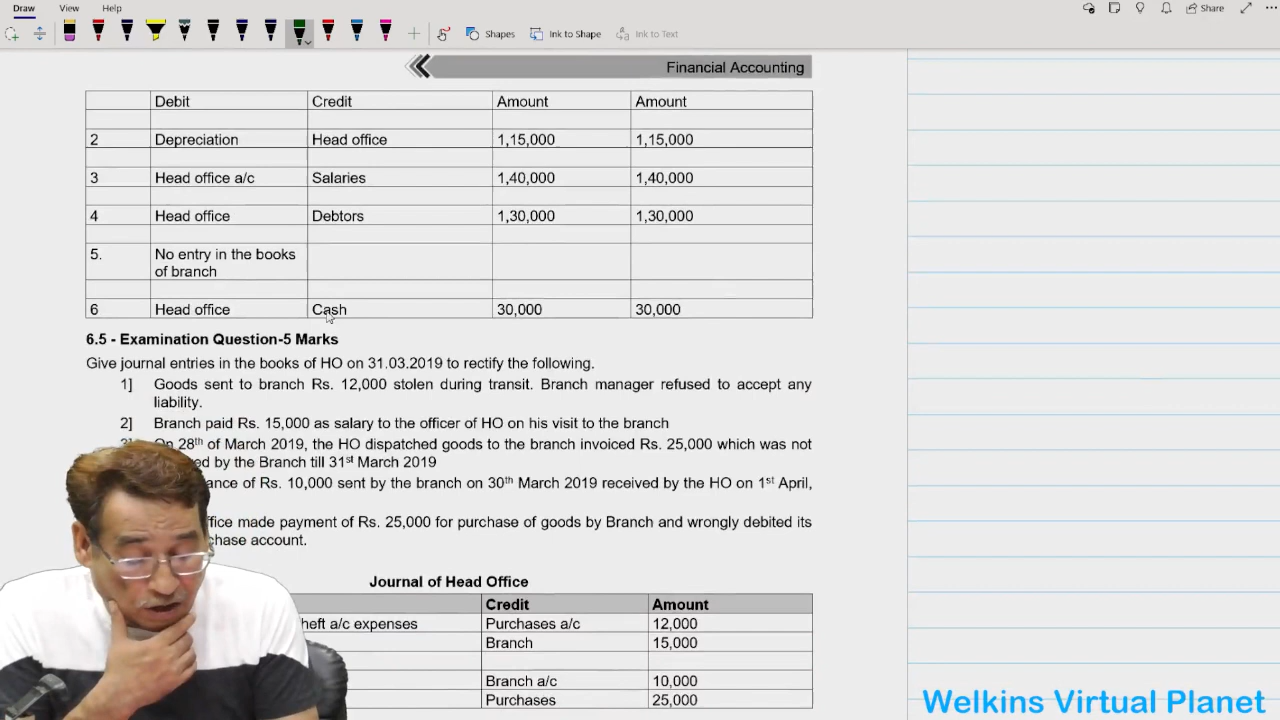 Draw View Help
Shapes Ink to Shape Ink to Text Share
Financial Accounting
Debit Credit Amount Amount
2 Depreciation Head office 1,15,000 1,15,000
3 Head office a/c Salaries 1,40,000 1,40,000
4 Head office Debtors 1,30,000 1,30,000
5. No entry in the books
of branch
6 Head office Cash 30,000 30,000
6.5 - Examination Question-5 Marks
Give journal entries in the books of HO on 31.03.2019 to rectify the following.
1] Goods sent to branch Rs. 12,000 stolen during transit. Branch manager refused to accept any
liability.
2] Branch paid Rs. 15,000 as salary to the officer of HO on his visit to the branch
On 28th of March 2019, the HO dispatched goods to the branch invoiced Rs. 25,000 which was not
by the Branch till 31st March 2019
of Rs. 10,000 sent by the branch on 30th March 2019 received by the HO on 1st April,
made payment of Rs. 25,000 for purchase of goods by Branch and wrongly debited its
account.
Journal of Head Office
Credit Amount
a/c expenses Purchases a/c 12,000
Branch 15,000
Branch a/c 10,000
Purchases 25,000
Welkins Virtual Planet